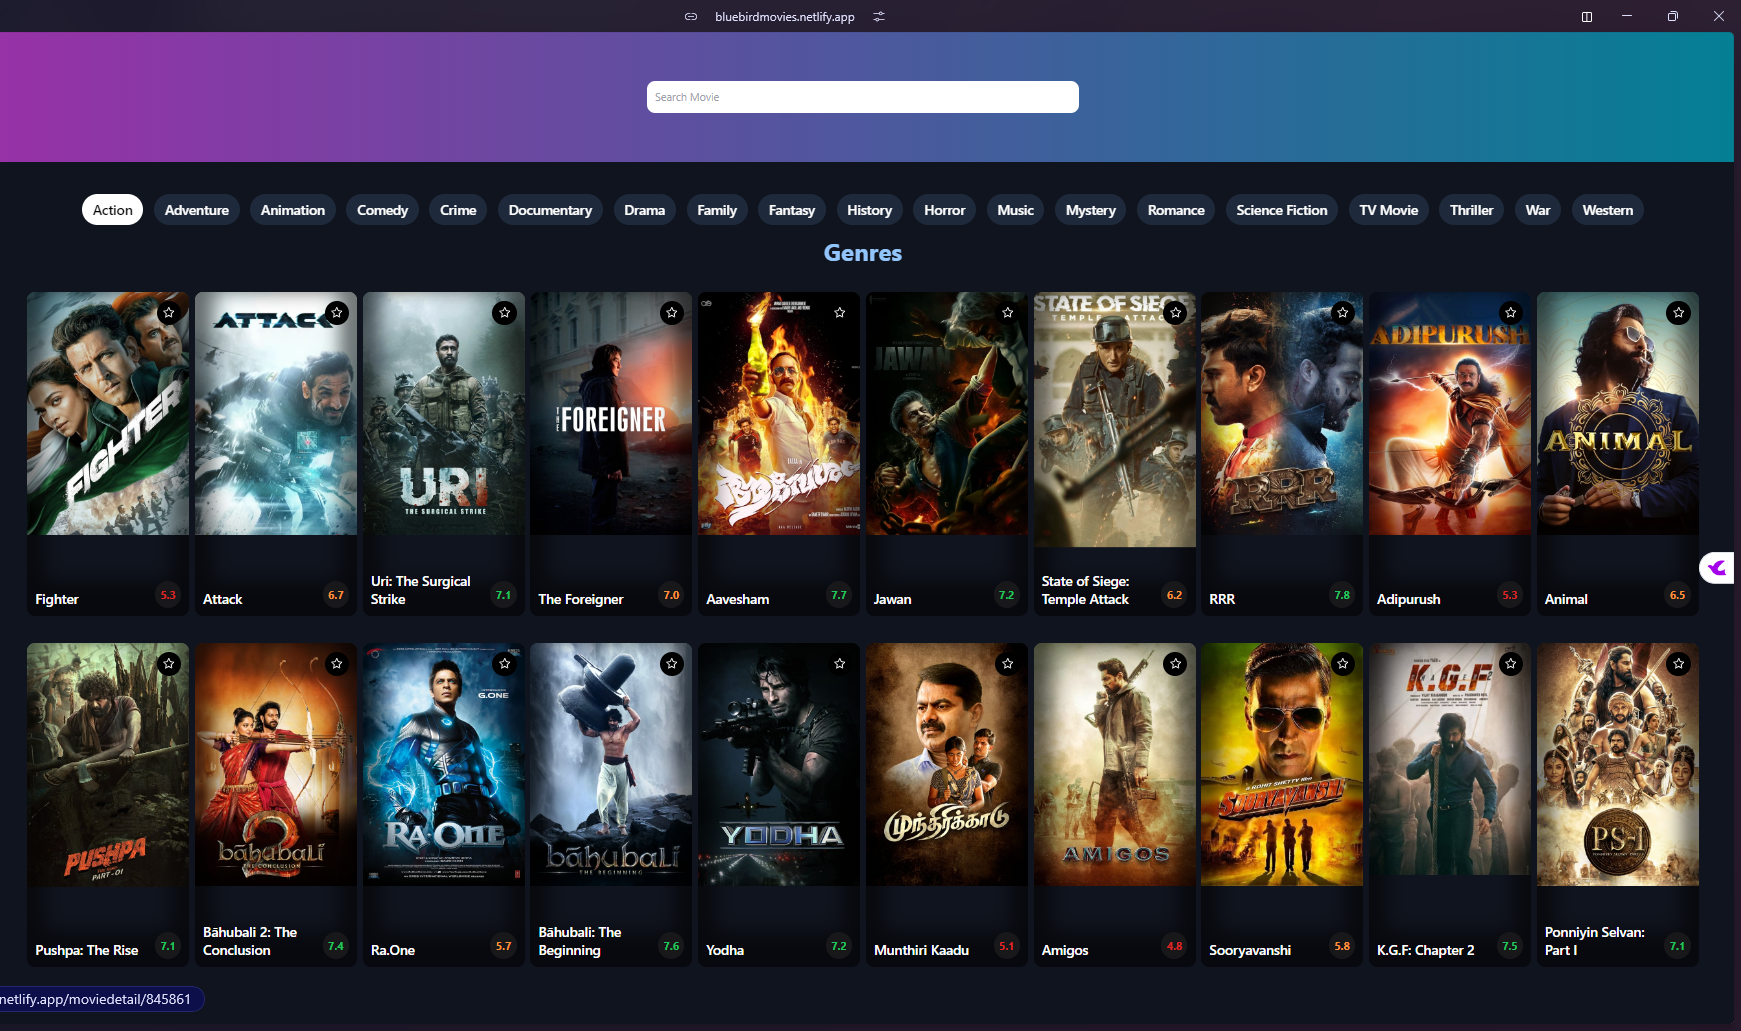 bluebirdmovies.netlify.app
Search Movie
Action
Adventure
Animation
Comedy
Crime
Documentary
Drama
Family
Fantasy
History
Horror
Music
Mystery
Romance
Science Fiction
TV Movie
Thriller
War
Western
Genres
FIGHTER
ATTACK
URI
THE SURGICAL STRIKE
THE
FOREIGNER
JAWAN
STATE OF SIEGE
TEMPLE ATTAC
RRR
ADIPURUSH
ANIMAL
Fighter
5.3
Attack
6.7
Uri: The Surgical
Strike
7.1
The Foreigner
7.0
Aavesham
7.7
Jawan
7.2
State of Siege:
Temple Attack
6.2
RRR
7.8
Adipurush
5.3
Animal
6.5
PUSHPA
PART-01
2
bāhubali
THE CONCLUSION
G.ONE
RA.ONE
bāhubali
THE BEGINNING
YODHA
முந்திரிக்காடு
AMIGOS
A ROHIT SHETTY
SOORYAVANSHI
K.G.F
2
PS-I
Pushpa: The Rise
7.1
Bāhubali 2: The
Conclusion
7.4
Ra.One
5.7
Bāhubali: The
Beginning
7.6
Yodha
7.2
Munthiri Kaadu
5.1
Amigos
4.8
Sooryavanshi
5.8
K.G.F: Chapter 2
7.5
Ponniyin Selvan:
Part I
7.1
netlify.app/moviedetail/845861